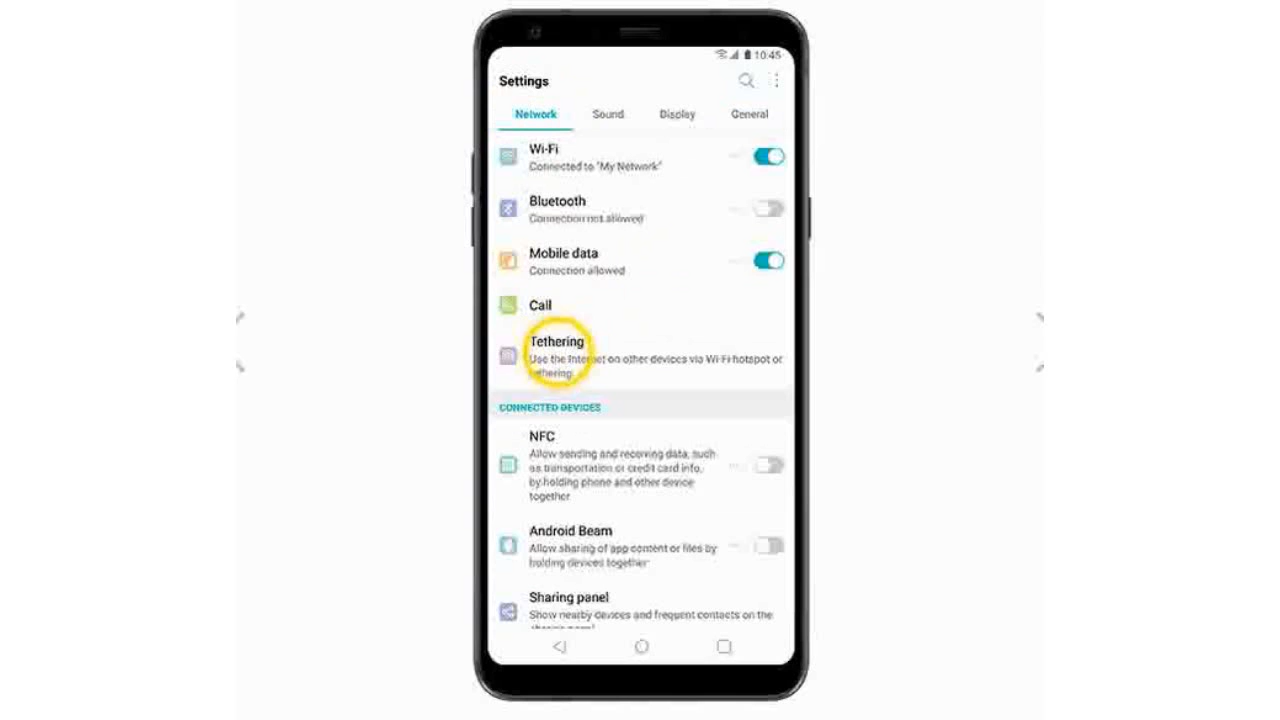 10:45
Settings
Network Sound Display General
Wi-Fi
Connected to "My Network"
Bluetooth
Connection not allowed
Mobile data
Connection allowed
Call
Tethering
Use the Internet on other devices via Wi-Fi hotspot or
tethering.
CONNECTED DEVICES
NFC
Allow sending and receiving data, such
as transportation or credit card info,
by holding phone and other device
together
Android Beam
Allow sharing of app content or files by
holding devices together
Sharing panel
Show nearby devices and frequent contacts on the